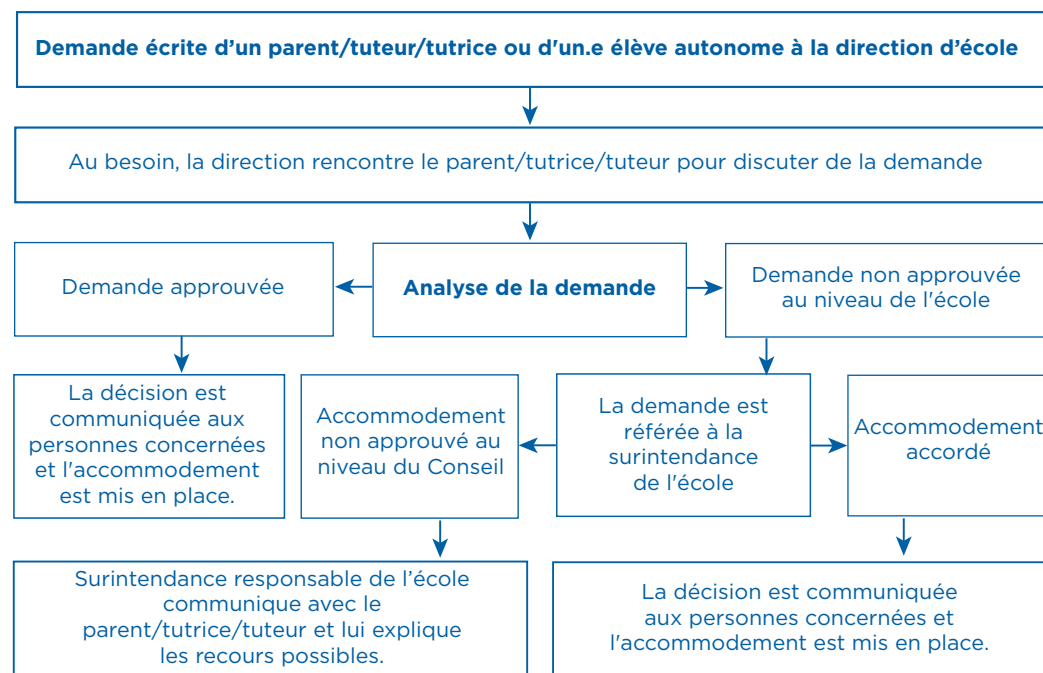 Demande écrite d’un parent/tuteur/tutrice ou d'un.e élève autonome à la direction d’école
Au besoin, la direction rencontre le parent/tutrice/tuteur pour discuter de la demande
Demande approuvée
Analyse de la demande
Demande non approuvée
au niveau de l'école
La décision est
communiquée aux
personnes concernées
et l'accommodement
est mis en place.
Accommodement
non approuvé au
niveau du Conseil
La demande est
référée à la
surintendance
de l'école
Accommodement
accordé
Surintendance responsable de l’école
communique avec le
parent/tutrice/tuteur et lui explique
les recours possibles.
La décision est communiquée
aux personnes concernées et
l'accommodement est mis en place.